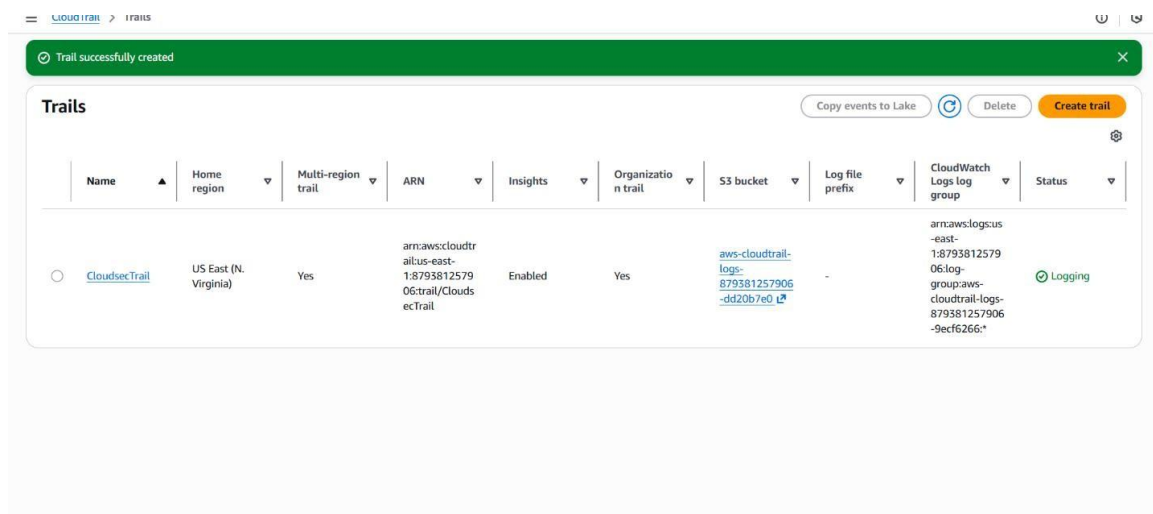 CloudTrail > Trails
Trail successfully created
Trails
Copy events to Lake
Delete
Create trail
Name
Home
region
Multi-region
trail
ARN
Insights
Organizatio
n trail
S3 bucket
Log file
prefix
CloudWatch
Logs log
group
Status
CloudsecTrail
US East (N.
Virginia)
Yes
arn:aws:cloudtr
ail:us-east-
1:8793812579
06:trail/Clouds
ecTrail
Enabled
Yes
aws-cloudtrail-
logs-
879381257906
-dd20b7e0
-
arn:aws:logs:us
-east-
1:8793812579
06:log-
group:aws-
cloudtrail-logs-
879381257906
-9ecf6266:*
Logging